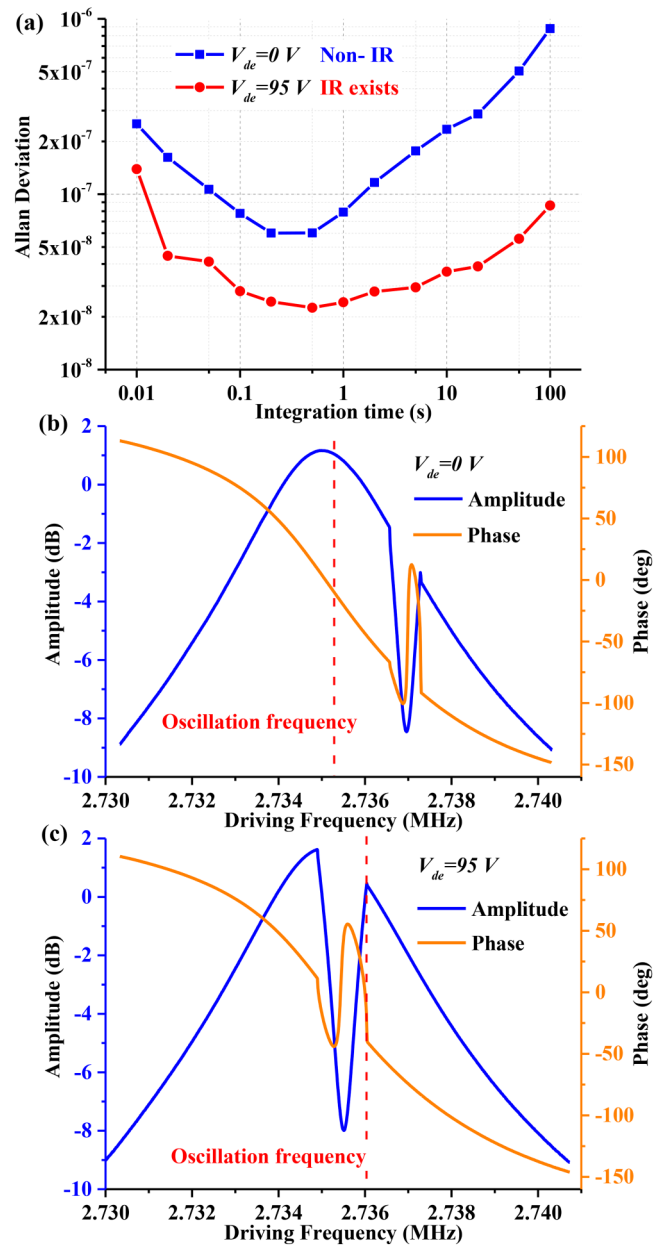 (a)
10⁻⁶
5x10⁻⁷
2x10⁻⁷
10⁻⁷
5x10⁻⁸
2x10⁻⁸
10⁻⁸
Allan Deviation
V_de=0 V Non- IR
V_de=95 V IR exists
0.01 0.1 1 10 100
Integration time (s)
(b)
2
0
-2
-4
-6
-8
-10
Amplitude (dB)
V_de=0 V
Amplitude
Phase
Oscillation frequency
100
50
0
-50
-100
-150
Phase (deg)
2.730 2.732 2.734 2.736 2.738 2.740
Driving Frequency (MHz)
(c)
2
0
-2
-4
-6
-8
-10
Amplitude (dB)
V_de=95 V
Amplitude
Phase
Oscillation frequency
100
50
0
-50
-100
-150
Phase (deg)
2.730 2.732 2.734 2.736 2.738 2.740
Driving Frequency (MHz)